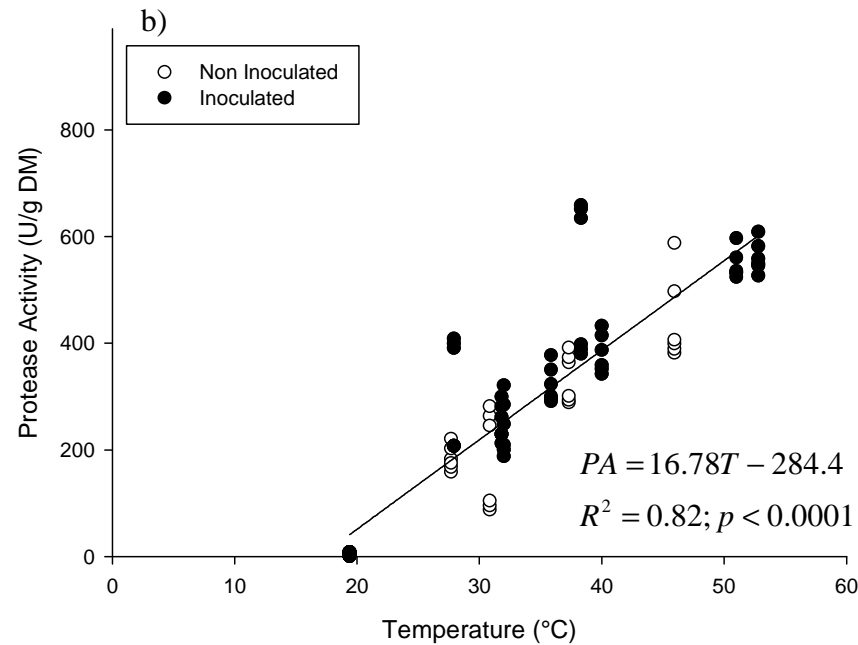 b)
Non Inoculated
Inoculated
Protease Activity (U/g DM)
800
600
400
200
0
PA = 16.78T − 284.4
R² = 0.82; p < 0.0001
0 10 20 30 40 50 60
Temperature (°C)